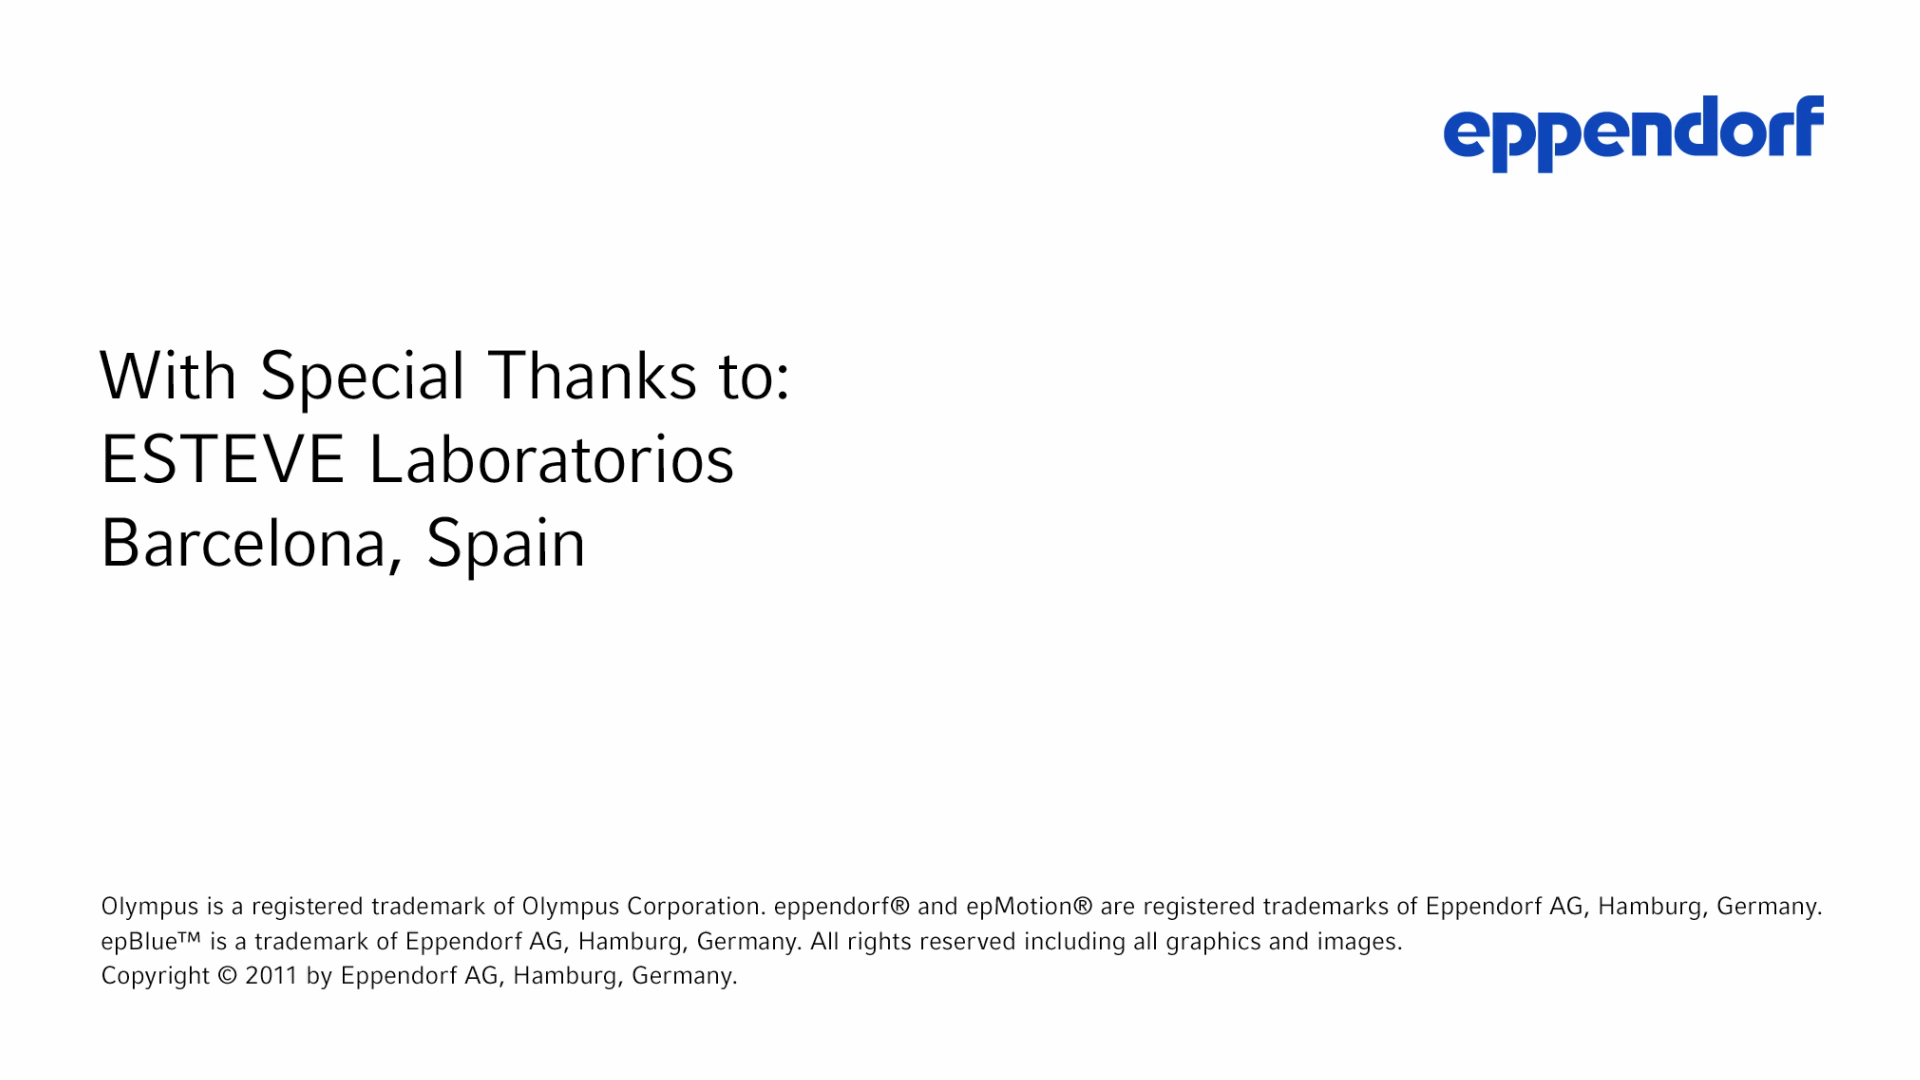 eppendorf
With Special Thanks to:
ESTEVE Laboratorios
Barcelona, Spain
Olympus is a registered trademark of Olympus Corporation. eppendorf® and epMotion® are registered trademarks of Eppendorf AG, Hamburg, Germany.
epBlue™ is a trademark of Eppendorf AG, Hamburg, Germany. All rights reserved including all graphics and images.
Copyright © 2011 by Eppendorf AG, Hamburg, Germany.